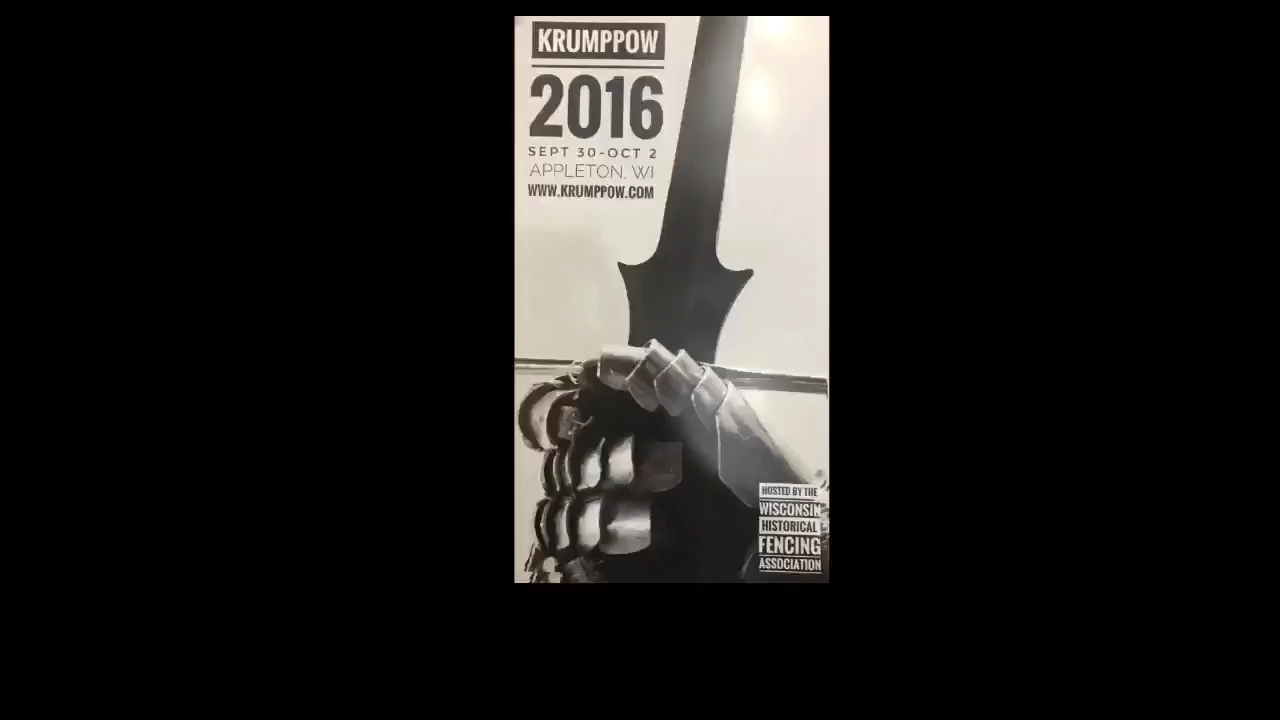 KRUMPPOW
2016
SEPT 30-OCT 2
APPLETON, WI
WWW.KRUMPPOW.COM
HOSTED BY THE
WISCONSIN
HISTORICAL
FENCING
ASSOCIATION